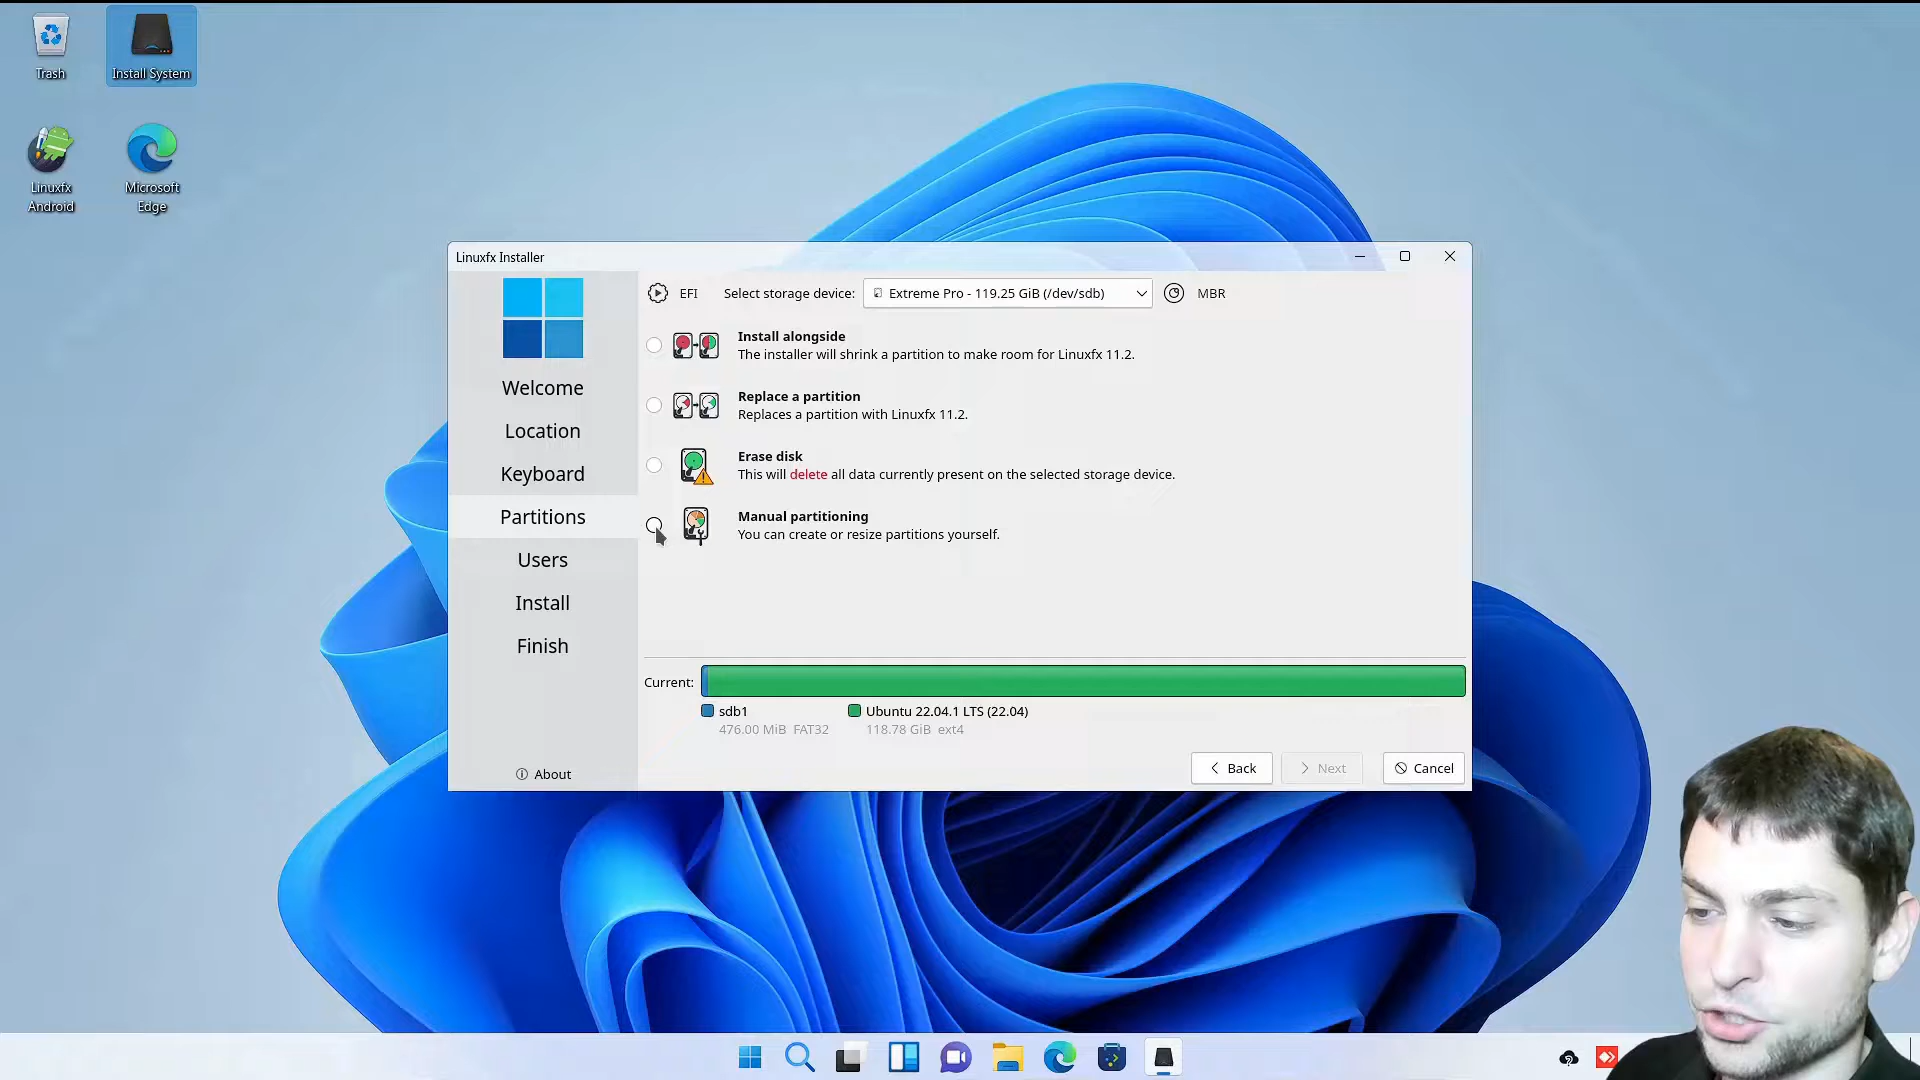 Trash
Install System
Linuxfx
Android
Microsoft
Edge
Linuxfx Installer
Welcome
Location
Keyboard
Partitions
Users
Install
Finish
About
EFI
Select storage device:
Extreme Pro - 119.25 GiB (/dev/sdb)
MBR
Install alongside
The installer will shrink a partition to make room for Linuxfx 11.2.
Replace a partition
Replaces a partition with Linuxfx 11.2.
Erase disk
This will delete all data currently present on the selected storage device.
Manual partitioning
You can create or resize partitions yourself.
Current:
sdb1
476.00 MiB FAT32
Ubuntu 22.04.1 LTS (22.04)
118.78 GiB ext4
Back
Next
Cancel